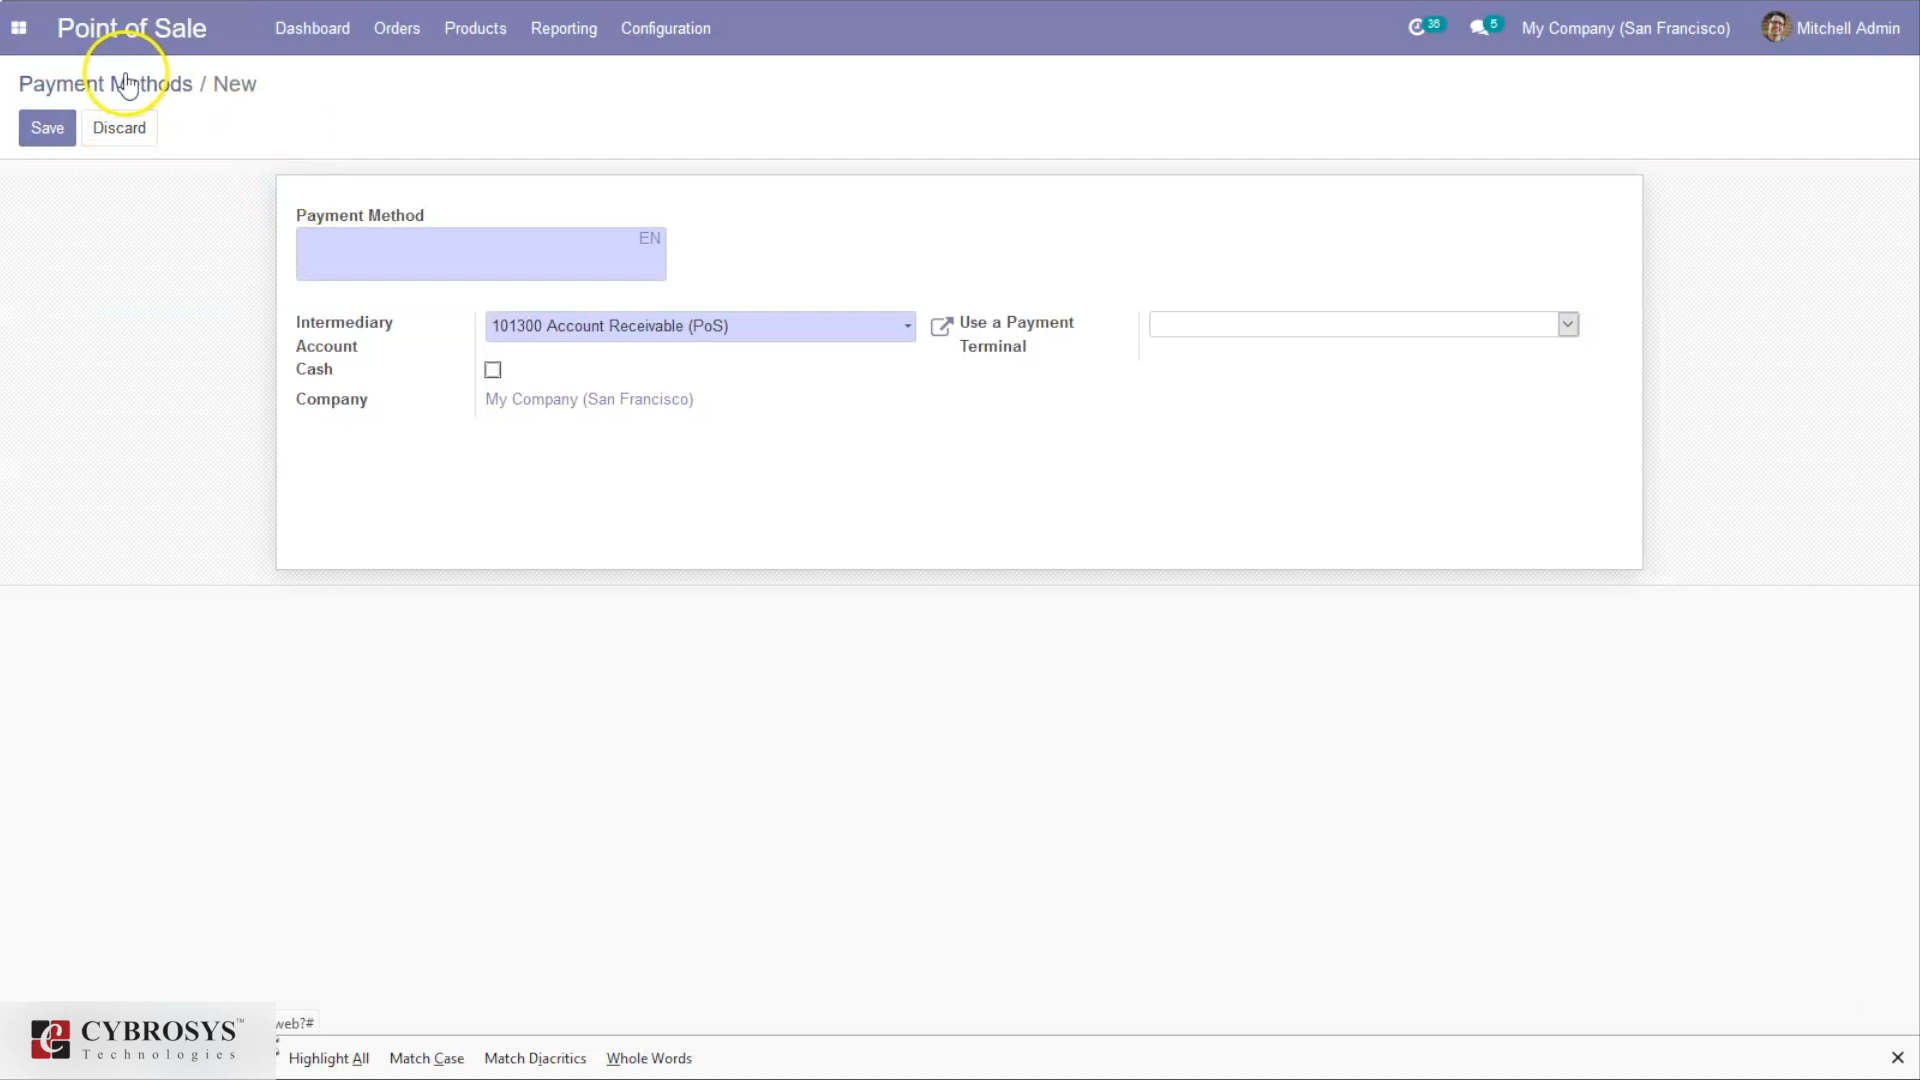 Point of Sale Dashboard Orders Products Reporting Configuration 36 5 My Company (San Francisco) Mitchell Admin
Payment Methods / New
Save Discard
Payment Method
EN
Intermediary Account 101300 Account Receivable (PoS) Use a Payment Terminal
Cash
Company My Company (San Francisco)
web?#
CYBROSYS™
Technologies
Highlight All Match Case Match Diacritics Whole Words